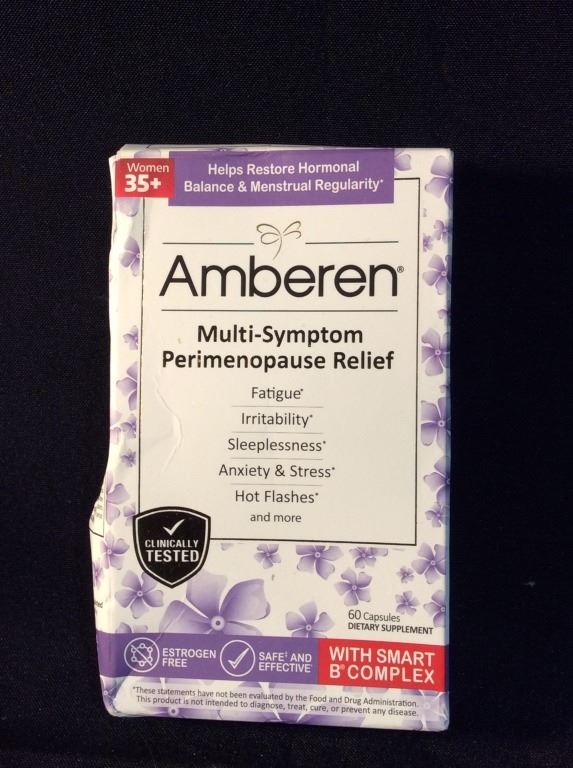 Women
35+
Helps Restore Hormonal
Balance & Menstrual Regularity*
Amberen®
Multi-Symptom
Perimenopause Relief
Fatigue*
Irritability*
Sleeplessness*
Anxiety & Stress*
Hot Flashes*
and more
CLINICALLY
TESTED
60 Capsules
DIETARY SUPPLEMENT
ESTROGEN
FREE
SAFE‡ AND
EFFECTIVE*
WITH SMART
B® COMPLEX
*These statements have not been evaluated by the Food and Drug Administration.
This product is not intended to diagnose, treat, cure, or prevent any disease.